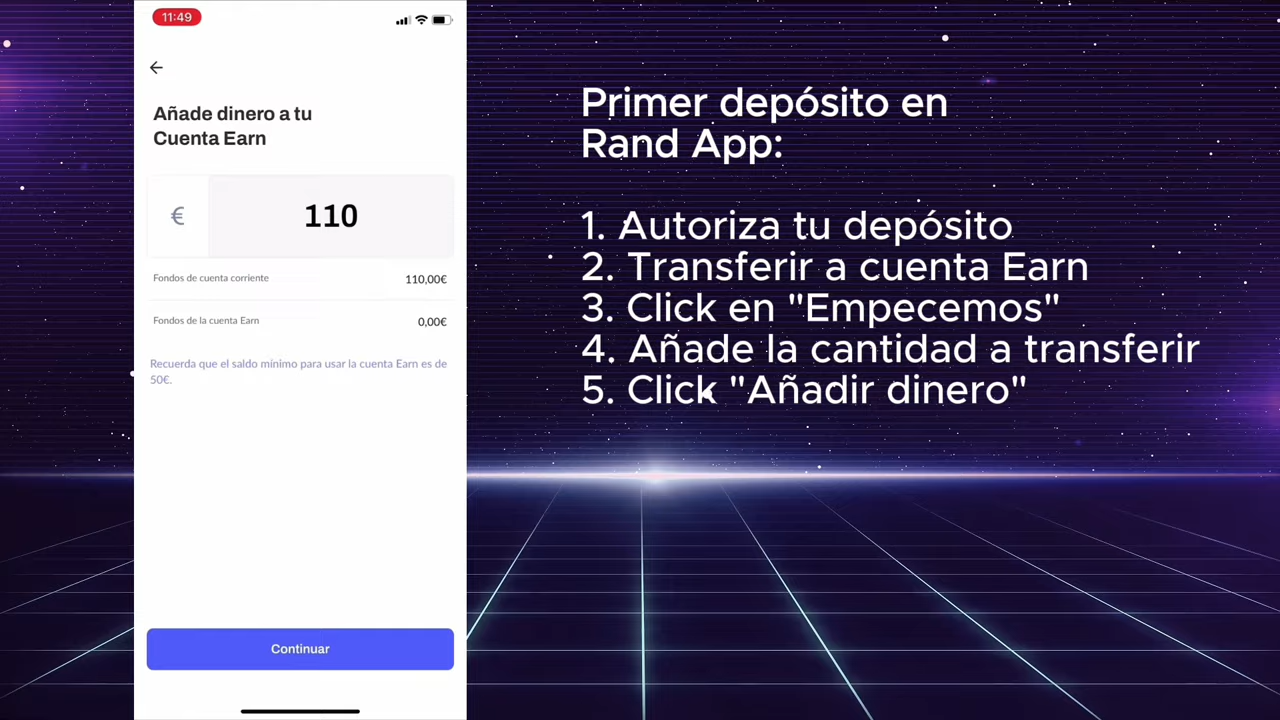 11:49
Añade dinero a tu
Cuenta Earn
€ 110
Fondos de cuenta corriente 110,00€
Fondos de la cuenta Earn 0,00€
Recuerda que el saldo mínimo para usar la cuenta Earn es de
50€.
Continuar
Primer depósito en
Rand App:
1. Autoriza tu depósito
2. Transferir a cuenta Earn
3. Click en "Empecemos"
4. Añade la cantidad a transferir
5. Click "Añadir dinero"